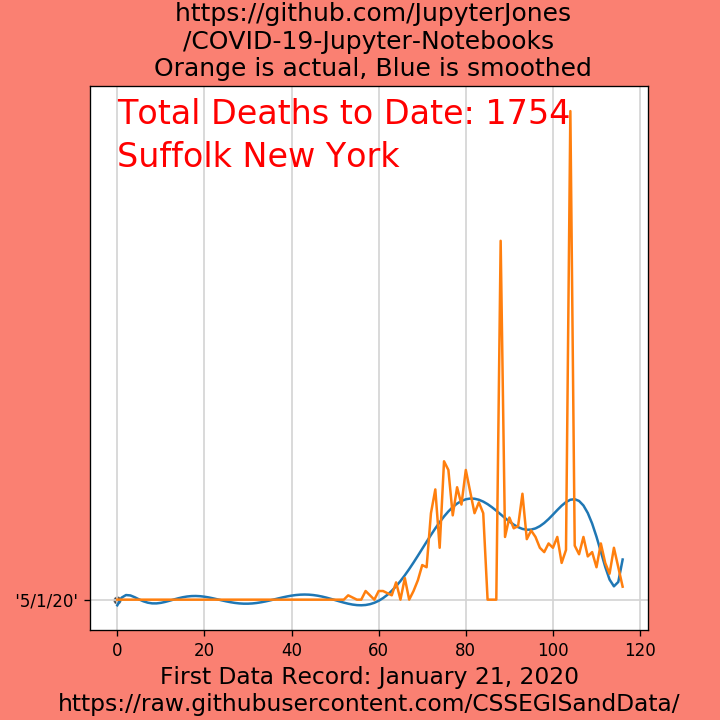 https://github.com/JupyterJones
/COVID-19-Jupyter-Notebooks
Orange is actual, Blue is smoothed
Total Deaths to Date: 1754
Suffolk New York
'5/1/20'
0 20 40 60 80 100 120
First Data Record: January 21, 2020
https://raw.githubusercontent.com/CSSEGISandData/